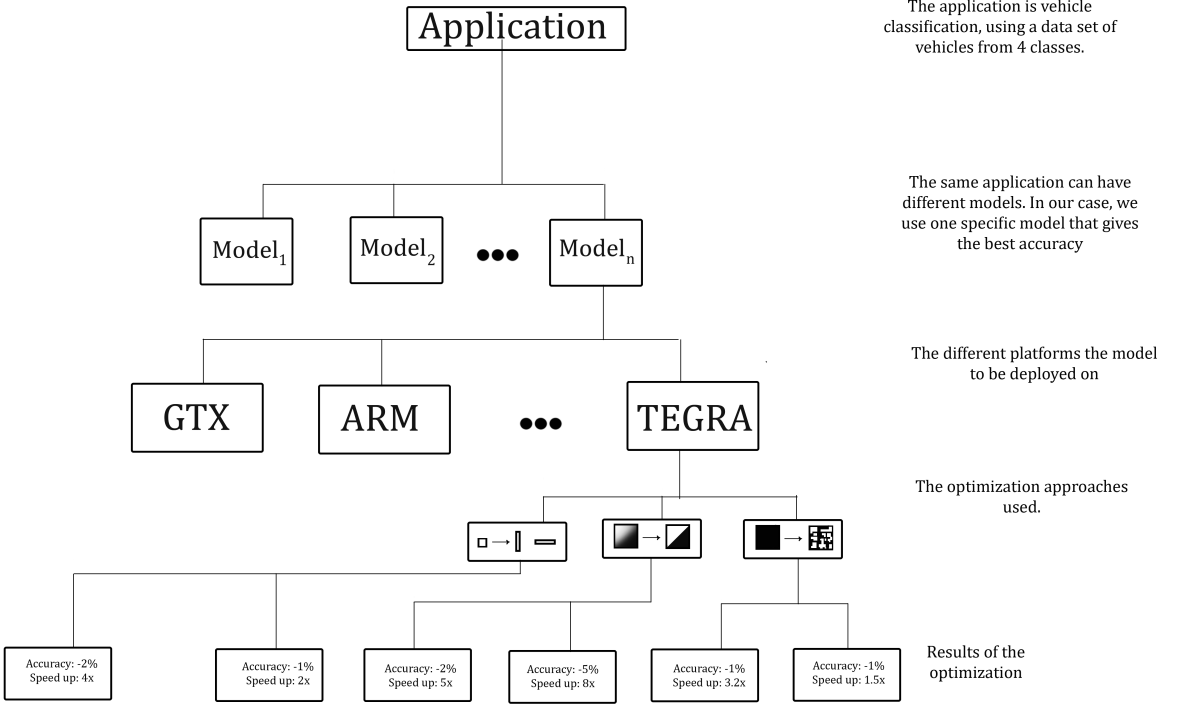 Application
The application is vehicle
classification, using a data set of
vehicles from 4 classes.
The same application can have
different models. In our case, we
use one specific model that gives
the best accuracy
Model1
Model2
Modeln
The different platforms the model
to be deployed on
GTX
ARM
TEGRA
The optimization approaches
used.
Accuracy: -2%
Speed up: 4x
Accuracy: -1%
Speed up: 2x
Accuracy: -2%
Speed up: 5x
Accuracy: -5%
Speed up: 8x
Accuracy: -1%
Speed up: 3.2x
Accuracy: -1%
Speed up: 1.5x
Results of the
optimization